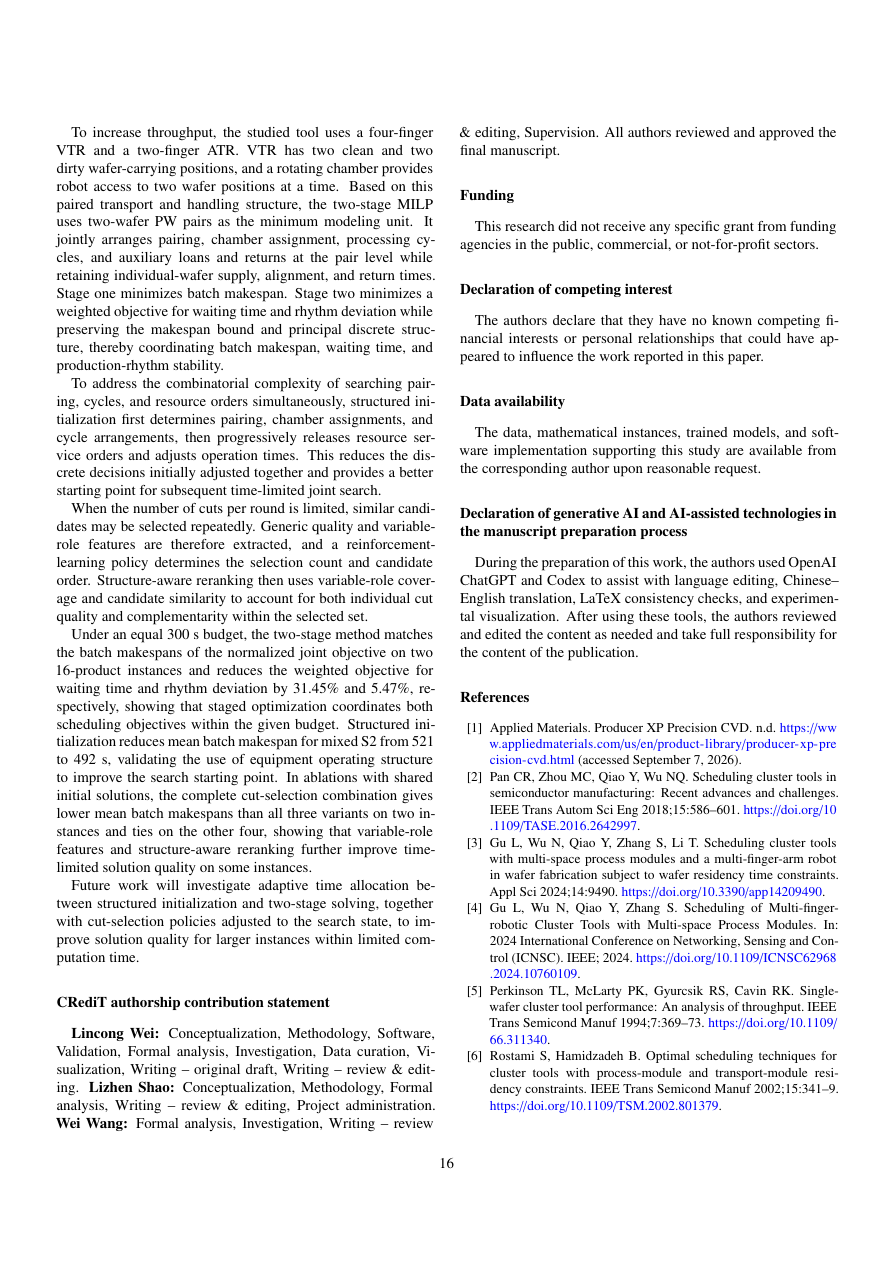 To increase throughput, the studied tool uses a four-finger
VTR and a two-finger ATR. VTR has two clean and two
dirty wafer-carrying positions, and a rotating chamber provides
robot access to two wafer positions at a time. Based on this
paired transport and handling structure, the two-stage MILP
uses two-wafer PW pairs as the minimum modeling unit. It
jointly arranges pairing, chamber assignment, processing cy-
cles, and auxiliary loans and returns at the pair level while
retaining individual-wafer supply, alignment, and return times.
Stage one minimizes batch makespan. Stage two minimizes a
weighted objective for waiting time and rhythm deviation while
preserving the makespan bound and principal discrete struc-
ture, thereby coordinating batch makespan, waiting time, and
production-rhythm stability.
To address the combinatorial complexity of searching pair-
ing, cycles, and resource orders simultaneously, structured ini-
tialization first determines pairing, chamber assignments, and
cycle arrangements, then progressively releases resource ser-
vice orders and adjusts operation times. This reduces the dis-
crete decisions initially adjusted together and provides a better
starting point for subsequent time-limited joint search.
When the number of cuts per round is limited, similar candi-
dates may be selected repeatedly. Generic quality and variable-
role features are therefore extracted, and a reinforcement-
learning policy determines the selection count and candidate
order. Structure-aware reranking then uses variable-role cover-
age and candidate similarity to account for both individual cut
quality and complementarity within the selected set.
Under an equal 300 s budget, the two-stage method matches
the batch makespans of the normalized joint objective on two
16-product instances and reduces the weighted objective for
waiting time and rhythm deviation by 31.45% and 5.47%, re-
spectively, showing that staged optimization coordinates both
scheduling objectives within the given budget. Structured ini-
tialization reduces mean batch makespan for mixed S2 from 521
to 492 s, validating the use of equipment operating structure
to improve the search starting point. In ablations with shared
initial solutions, the complete cut-selection combination gives
lower mean batch makespans than all three variants on two in-
stances and ties on the other four, showing that variable-role
features and structure-aware reranking further improve time-
limited solution quality on some instances.
Future work will investigate adaptive time allocation be-
tween structured initialization and two-stage solving, together
with cut-selection policies adjusted to the search state, to im-
prove solution quality for larger instances within limited com-
putation time.
CRediT authorship contribution statement
Lincong Wei: Conceptualization, Methodology, Software,
Validation, Formal analysis, Investigation, Data curation, Vi-
sualization, Writing – original draft, Writing – review & edit-
ing. Lizhen Shao: Conceptualization, Methodology, Formal
analysis, Writing – review & editing, Project administration.
Wei Wang: Formal analysis, Investigation, Writing – review
& editing, Supervision. All authors reviewed and approved the
final manuscript.
Funding
This research did not receive any specific grant from funding
agencies in the public, commercial, or not-for-profit sectors.
Declaration of competing interest
The authors declare that they have no known competing fi-
nancial interests or personal relationships that could have ap-
peared to influence the work reported in this paper.
Data availability
The data, mathematical instances, trained models, and soft-
ware implementation supporting this study are available from
the corresponding author upon reasonable request.
Declaration of generative AI and AI-assisted technologies in
the manuscript preparation process
During the preparation of this work, the authors used OpenAI
ChatGPT and Codex to assist with language editing, Chinese–
English translation, LaTeX consistency checks, and experimen-
tal visualization. After using these tools, the authors reviewed
and edited the content as needed and take full responsibility for
the content of the publication.
References
[1] Applied Materials. Producer XP Precision CVD. n.d. https://ww
w.appliedmaterials.com/us/en/product-library/producer-xp-pre
cision-cvd.html (accessed September 7, 2026).
[2] Pan CR, Zhou MC, Qiao Y, Wu NQ. Scheduling cluster tools in
semiconductor manufacturing: Recent advances and challenges.
IEEE Trans Autom Sci Eng 2018;15:586–601. https://doi.org/10
.1109/TASE.2016.2642997.
[3] Gu L, Wu N, Qiao Y, Zhang S, Li T. Scheduling cluster tools
with multi-space process modules and a multi-finger-arm robot
in wafer fabrication subject to wafer residency time constraints.
Appl Sci 2024;14:9490. https://doi.org/10.3390/app14209490.
[4] Gu L, Wu N, Qiao Y, Zhang S. Scheduling of Multi-finger-
robotic Cluster Tools with Multi-space Process Modules. In:
2024 International Conference on Networking, Sensing and Con-
trol (ICNSC). IEEE; 2024. https://doi.org/10.1109/ICNSC62968
.2024.10760109.
[5] Perkinson TL, McLarty PK, Gyurcsik RS, Cavin RK. Single-
wafer cluster tool performance: An analysis of throughput. IEEE
Trans Semicond Manuf 1994;7:369–73. https://doi.org/10.1109/
66.311340.
[6] Rostami S, Hamidzadeh B. Optimal scheduling techniques for
cluster tools with process-module and transport-module resi-
dency constraints. IEEE Trans Semicond Manuf 2002;15:341–9.
https://doi.org/10.1109/TSM.2002.801379.
16